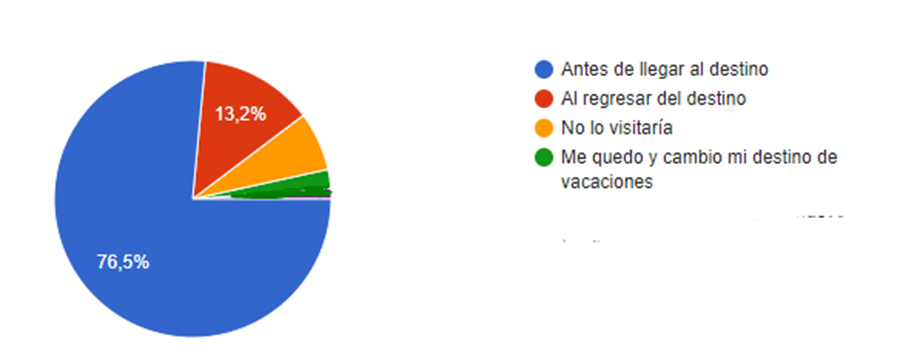 Antes de llegar al destino
13,2%
Al regresar del destino
No lo visitaría
Me quedo y cambio mi destino de
vacaciones
76,5%